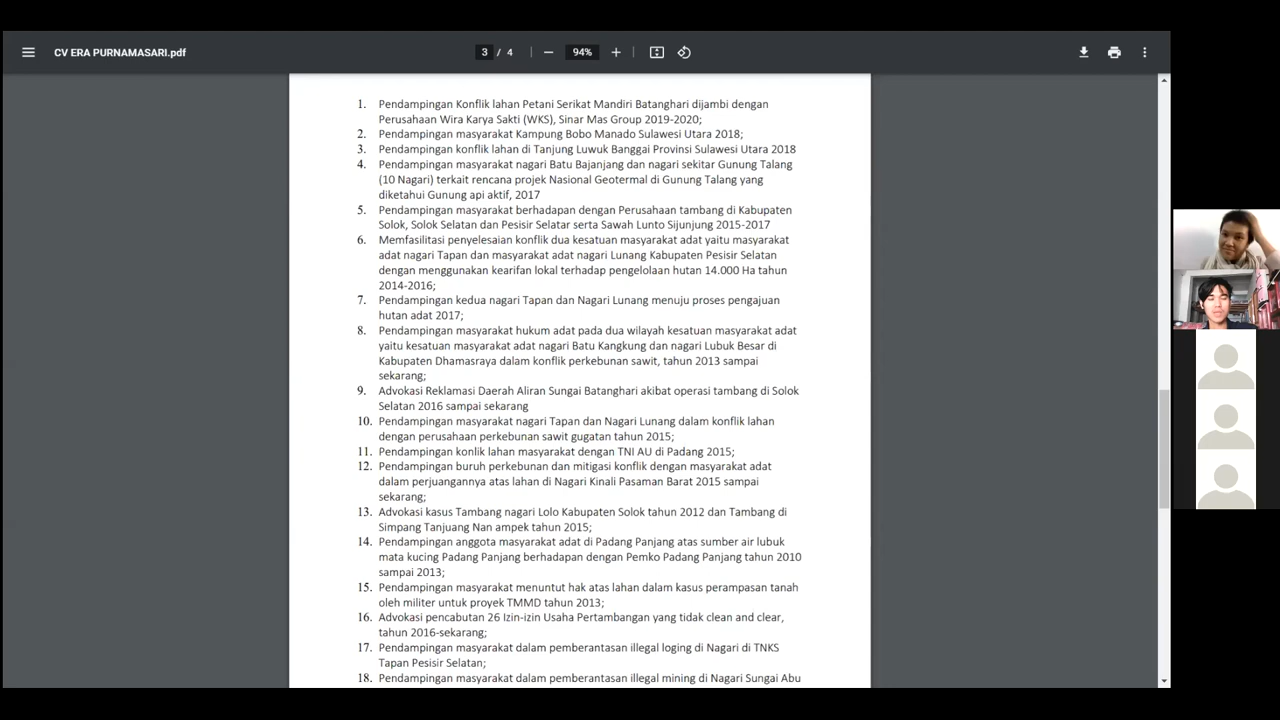 CV ERA PURNAMASARI.pdf
3 / 4
94%
1. Pendampingan Konflik lahan Petani Serikat Mandiri Batanghari dijambi dengan
Perusahaan Wira Karya Sakti (WKS), Sinar Mas Group 2019-2020;
2. Pendampingan masyarakat Kampung Bobo Manado Sulawesi Utara 2018;
3. Pendampingan konflik lahan di Tanjung Luwuk Banggai Provinsi Sulawesi Utara 2018
4. Pendampingan masyarakat nagari Batu Bajanjang dan nagari sekitar Gunung Talang
(10 Nagari) terkait rencana projek Nasional Geotermal di Gunung Talang yang
diketahui Gunung api aktif, 2017
5. Pendampingan masyarakat berhadapan dengan Perusahaan tambang di Kabupaten
Solok, Solok Selatan dan Pesisir Selatar serta Sawah Lunto Sijunjung 2015-2017
6. Memfasilitasi penyelesaian konflik dua kesatuan masyarakat adat yaitu masyarakat
adat nagari Tapan dan masyarakat adat nagari Lunang Kabupaten Pesisir Selatan
dengan menggunakan kearifan lokal terhadap pengelolaan hutan 14.000 Ha tahun
2014-2016;
7. Pendampingan kedua nagari Tapan dan Nagari Lunang menuju proses pengajuan
hutan adat 2017;
8. Pendampingan masyarakat hukum adat pada dua wilayah kesatuan masyarakat adat
yaitu kesatuan masyarakat adat nagari Batu Kangkung dan nagari Lubuk Besar di
Kabupaten Dhamasraya dalam konflik perkebunan sawit, tahun 2013 sampai
sekarang;
9. Advokasi Reklamasi Daerah Aliran Sungai Batanghari akibat operasi tambang di Solok
Selatan 2016 sampai sekarang
10. Pendampingan masyarakat nagari Tapan dan Nagari Lunang dalam konflik lahan
dengan perusahaan perkebunan sawit gugatan tahun 2015;
11. Pendampingan konlik lahan masyarakat dengan TNI AU di Padang 2015;
12. Pendampingan buruh perkebunan dan mitigasi konflik dengan masyarakat adat
dalam perjuangannya atas lahan di Nagari Kinali Pasaman Barat 2015 sampai
sekarang;
13. Advokasi kasus Tambang nagari Lolo Kabupaten Solok tahun 2012 dan Tambang di
Simpang Tanjuang Nan ampek tahun 2015;
14. Pendampingan anggota masyarakat adat di Padang Panjang atas sumber air lubuk
mata kucing Padang Panjang berhadapan dengan Pemko Padang Panjang tahun 2010
sampai 2013;
15. Pendampingan masyarakat menuntut hak atas lahan dalam kasus perampasan tanah
oleh militer untuk proyek TMMD tahun 2013;
16. Advokasi pencabutan 26 Izin-izin Usaha Pertambangan yang tidak clean and clear,
tahun 2016-sekarang;
17. Pendampingan masyarakat dalam pemberantasan illegal loging di Nagari di TNKS
Tapan Pesisir Selatan;
18. Pendampingan masyarakat dalam pemberantasan illegal mining di Nagari Sungai Abu